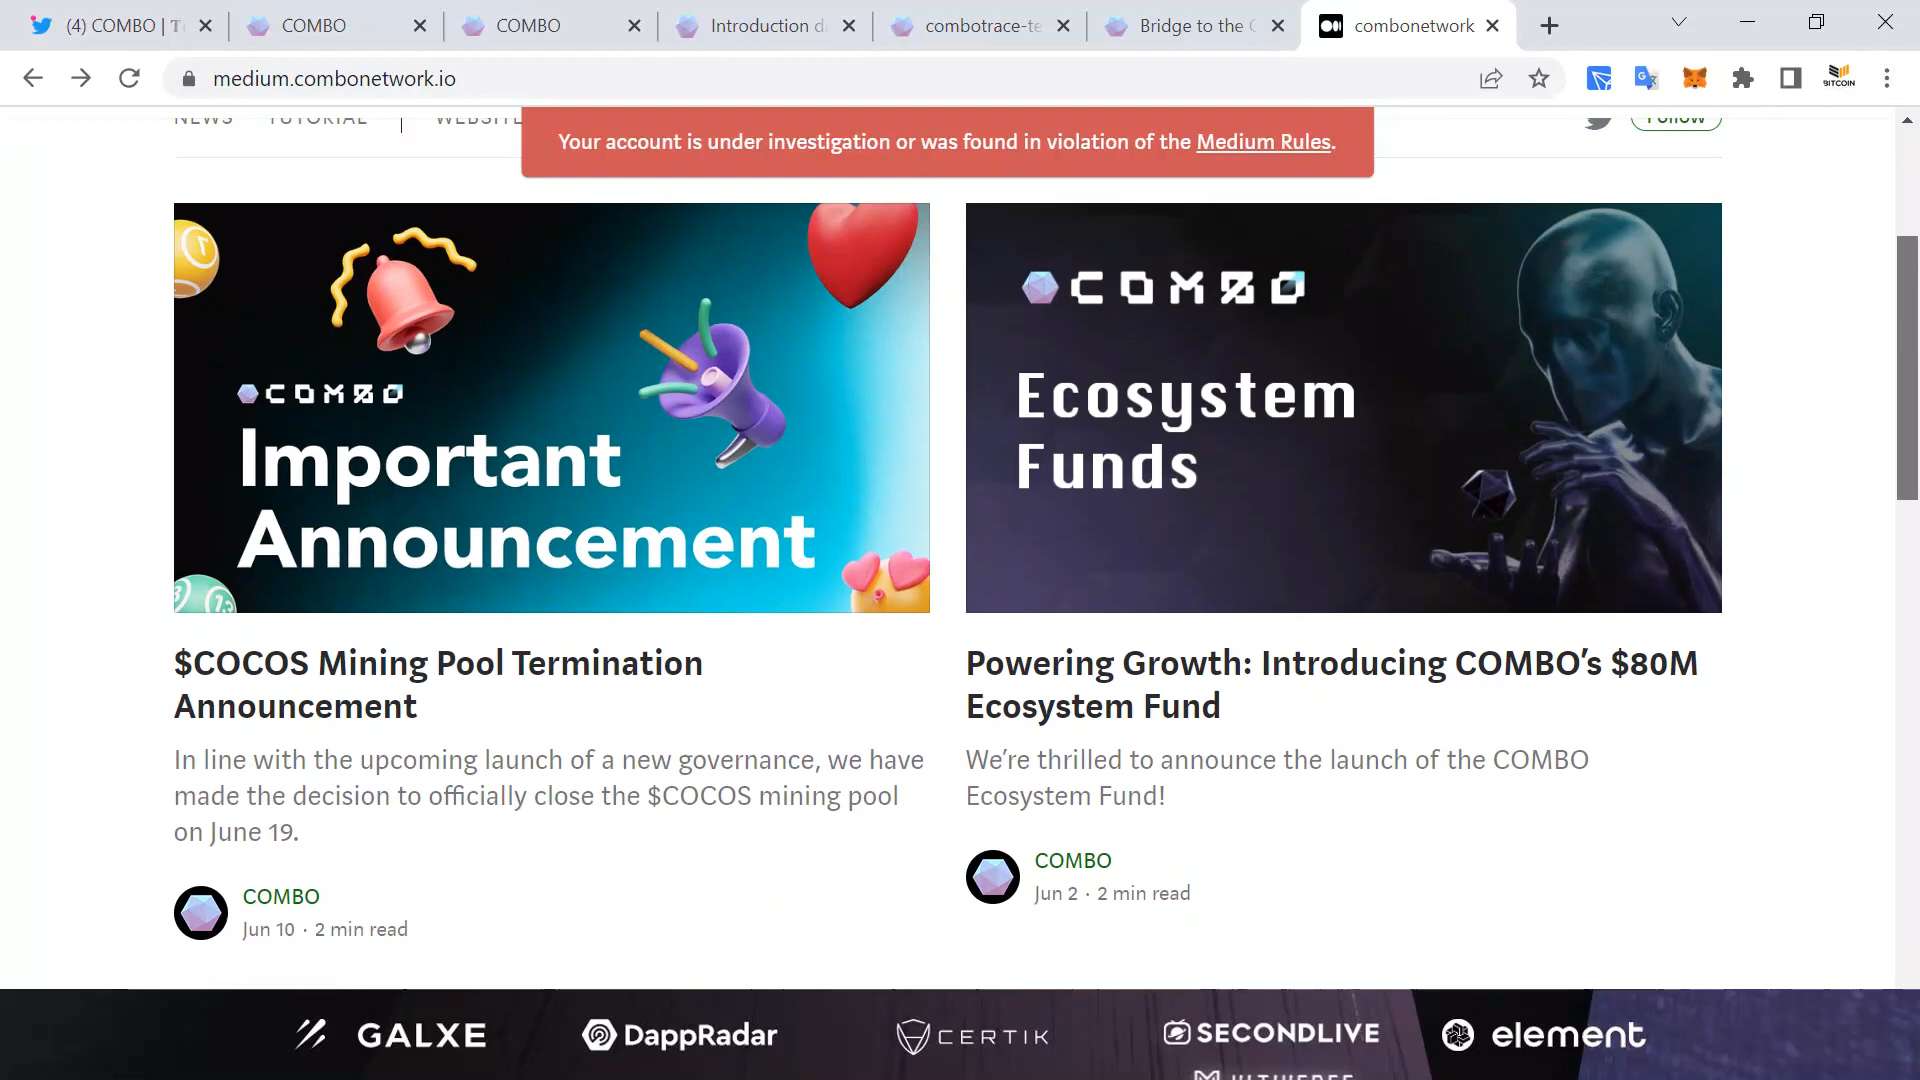 (4) COMBO |
COMBO
COMBO
Introduction
combotrace-te
Bridge to the
combonetwork
medium.combonetwork.io
BITCOIN
NEWS TUTORIAL WEBSITE
Follow
Your account is under investigation or was found in violation of the Medium Rules.
COMBO
Important
Announcement
COMBO
Ecosystem
Funds
$COCOS Mining Pool Termination
Announcement
In line with the upcoming launch of a new governance, we have
made the decision to officially close the $COCOS mining pool
on June 19.
COMBO
Jun 10 · 2 min read
Powering Growth: Introducing COMBO’s $80M
Ecosystem Fund
We’re thrilled to announce the launch of the COMBO
Ecosystem Fund!
COMBO
Jun 2 · 2 min read
GALXE DappRadar CERTIK SECONDLIVE element